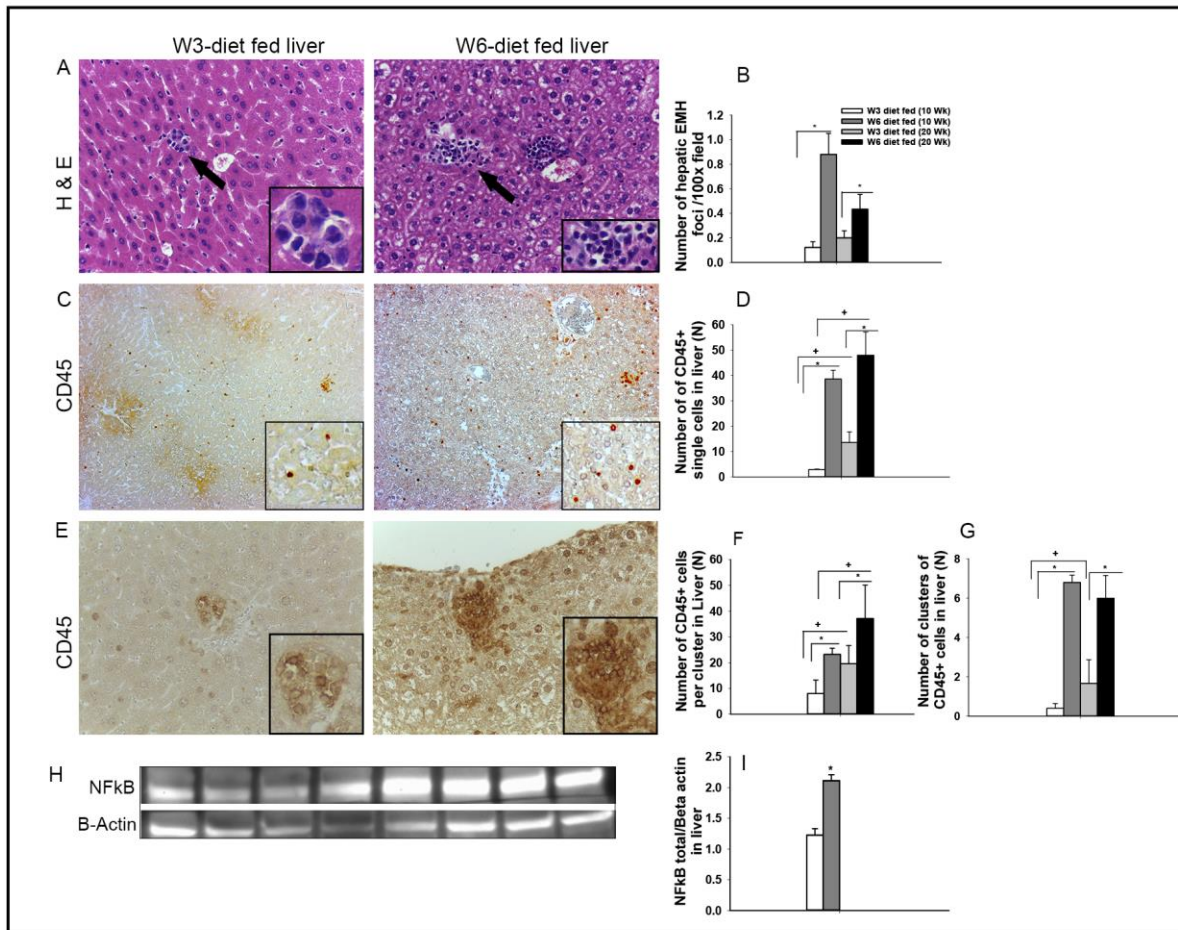 W3-diet fed liver
W6-diet fed liver
A
H & E
B
Number of hepatic EMH
foci /100x field
1.2
1.0
0.8
0.6
0.4
0.2
0.0
W3 diet fed (10 Wk)
W6 diet fed (10 Wk)
W3 diet fed (20 Wk)
W6 diet fed (20 Wk)
*
*
C
CD45
D
Number of of CD45+
single cells in liver (N)
60
50
40
30
20
10
0
+
+
*
*
E
CD45
F
Number of CD45+ cells
per cluster in Liver (N)
60
50
40
30
20
10
0
+
*
+
*
G
Number of clusters of
CD45+ cells in liver (N)
8
6
4
2
0
+
*
*
H
NFkB
B-Actin
I
NFkB total/Beta actin
in liver
2.5
2.0
1.5
1.0
0.5
0.0
*